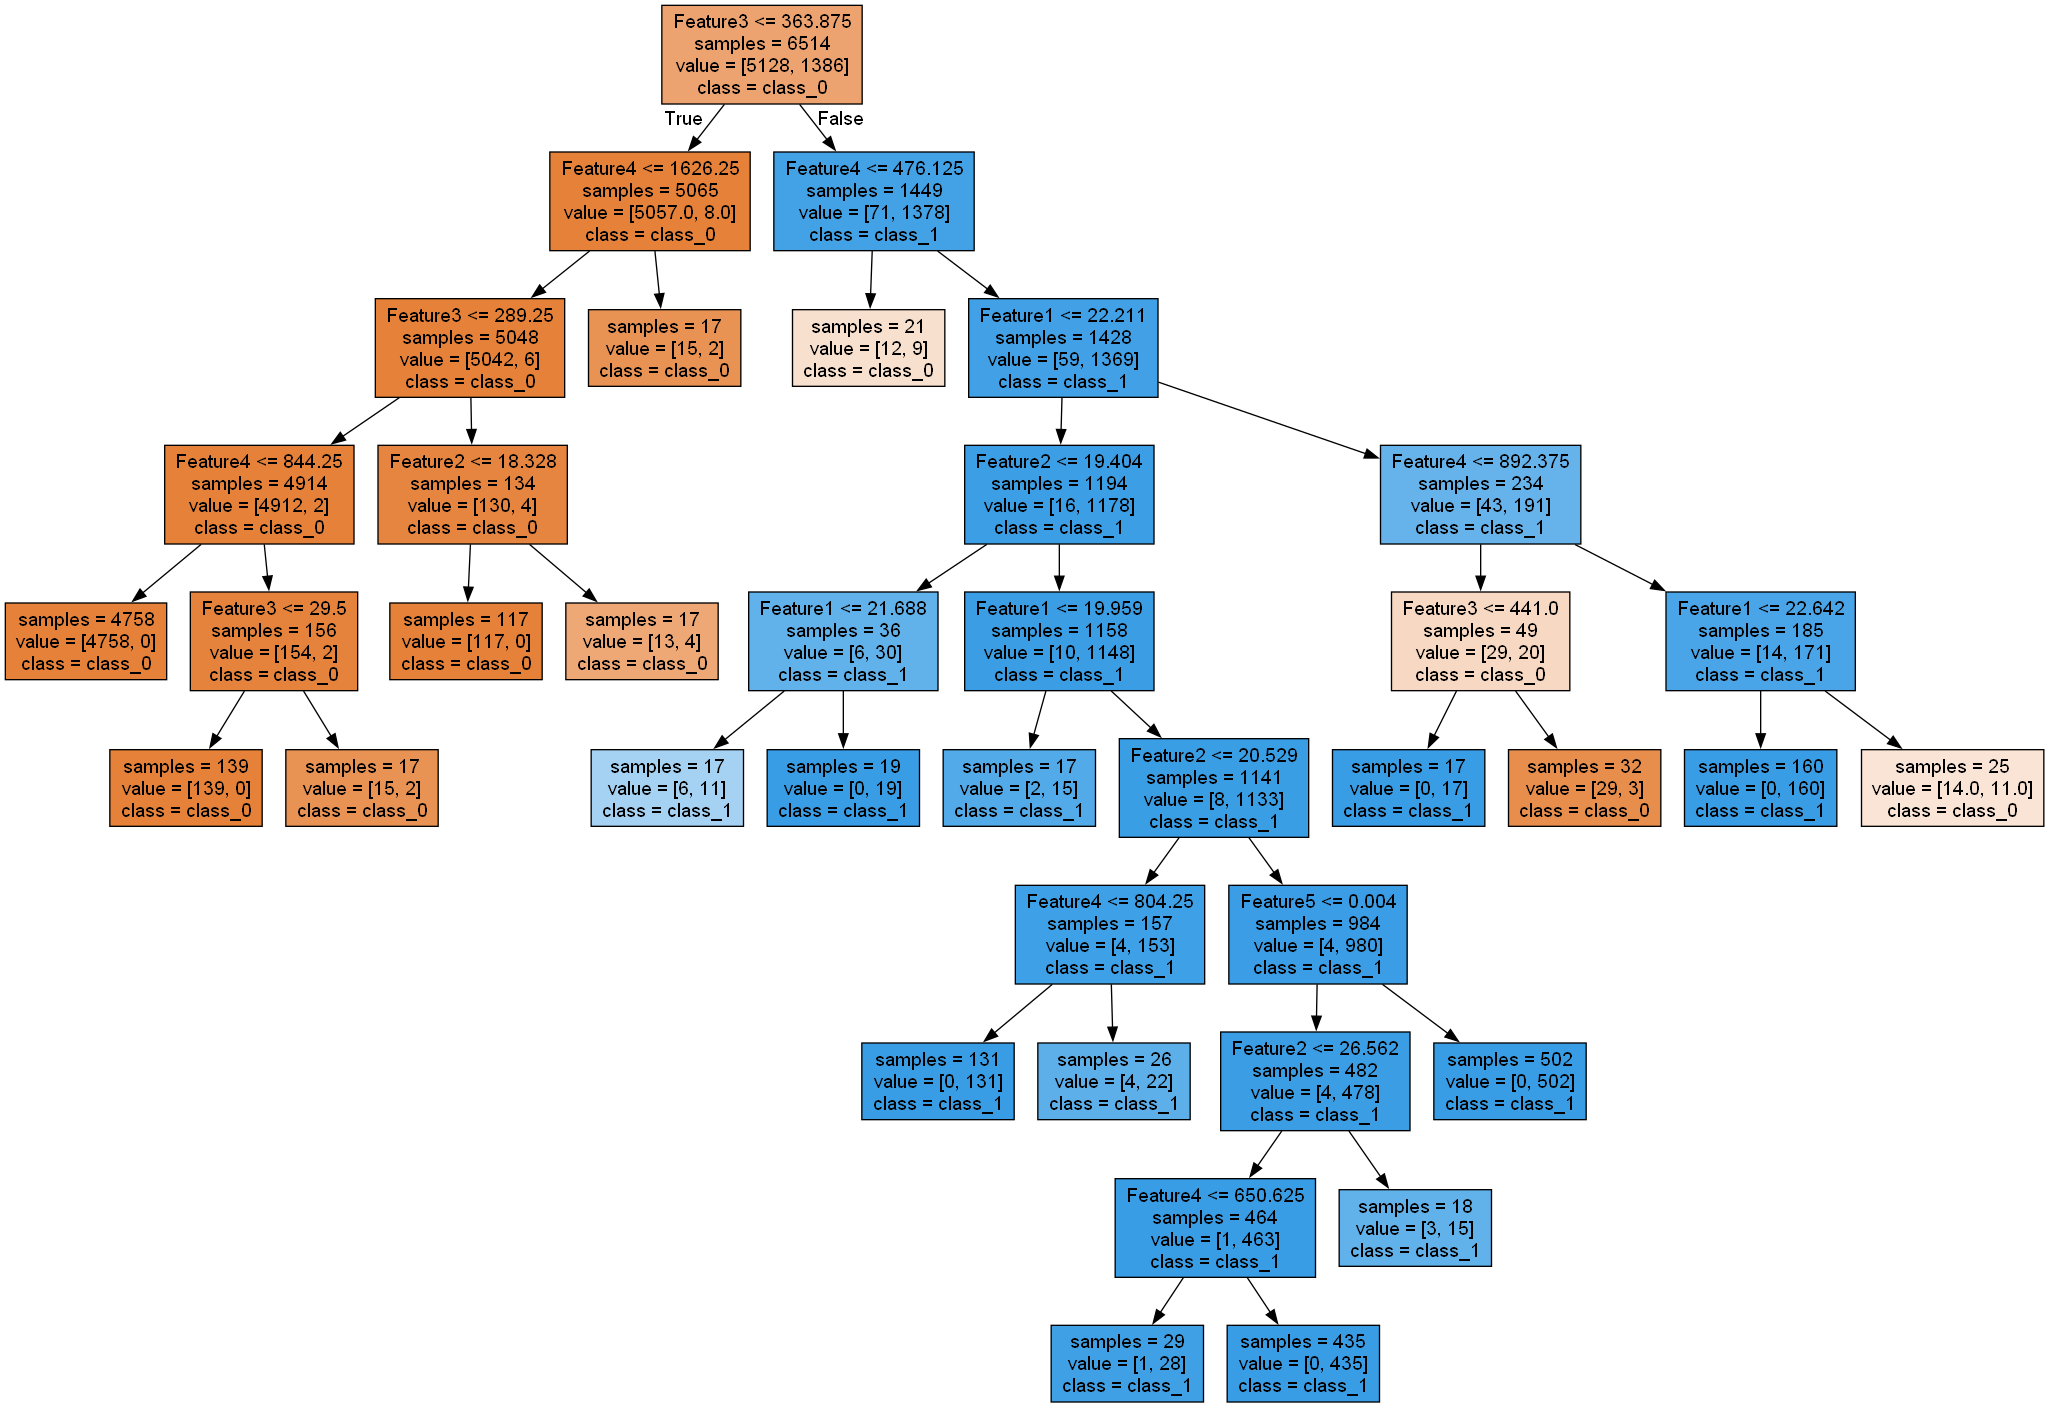 Feature3 <= 363.875
samples = 6514
value = [5128, 1386]
class = class_0
True
False
Feature4 <= 1626.25
samples = 5065
value = [5057.0, 8.0]
class = class_0
Feature4 <= 476.125
samples = 1449
value = [71, 1378]
class = class_1
Feature3 <= 289.25
samples = 5048
value = [5042, 6]
class = class_0
samples = 17
value = [15, 2]
class = class_0
samples = 21
value = [12, 9]
class = class_0
Feature1 <= 22.211
samples = 1428
value = [59, 1369]
class = class_1
Feature4 <= 844.25
samples = 4914
value = [4912, 2]
class = class_0
Feature2 <= 18.328
samples = 134
value = [130, 4]
class = class_0
Feature2 <= 19.404
samples = 1194
value = [16, 1178]
class = class_1
Feature4 <= 892.375
samples = 234
value = [43, 191]
class = class_1
samples = 4758
value = [4758, 0]
class = class_0
Feature3 <= 29.5
samples = 156
value = [154, 2]
class = class_0
samples = 117
value = [117, 0]
class = class_0
samples = 17
value = [13, 4]
class = class_0
Feature1 <= 21.688
samples = 36
value = [6, 30]
class = class_1
Feature1 <= 19.959
samples = 1158
value = [10, 1148]
class = class_1
Feature3 <= 441.0
samples = 49
value = [29, 20]
class = class_0
Feature1 <= 22.642
samples = 185
value = [14, 171]
class = class_1
samples = 139
value = [139, 0]
class = class_0
samples = 17
value = [15, 2]
class = class_0
samples = 17
value = [6, 11]
class = class_1
samples = 19
value = [0, 19]
class = class_1
samples = 17
value = [2, 15]
class = class_1
Feature2 <= 20.529
samples = 1141
value = [8, 1133]
class = class_1
samples = 17
value = [0, 17]
class = class_1
samples = 32
value = [29, 3]
class = class_0
samples = 160
value = [0, 160]
class = class_1
samples = 25
value = [14.0, 11.0]
class = class_0
Feature4 <= 804.25
samples = 157
value = [4, 153]
class = class_1
Feature5 <= 0.004
samples = 984
value = [4, 980]
class = class_1
samples = 131
value = [0, 131]
class = class_1
samples = 26
value = [4, 22]
class = class_1
Feature2 <= 26.562
samples = 482
value = [4, 478]
class = class_1
samples = 502
value = [0, 502]
class = class_1
Feature4 <= 650.625
samples = 464
value = [1, 463]
class = class_1
samples = 18
value = [3, 15]
class = class_1
samples = 29
value = [1, 28]
class = class_1
samples = 435
value = [0, 435]
class = class_1